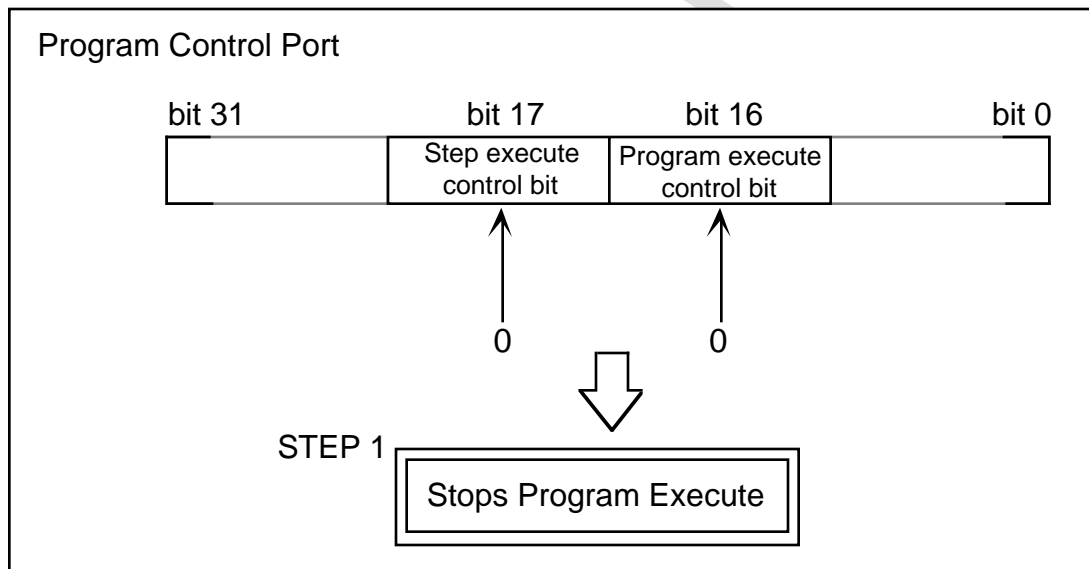 Program Control Port
bit 31 bit 17 bit 16 bit 0
Step execute Program execute
control bit control bit
0 0
STEP 1
Stops Program Execute